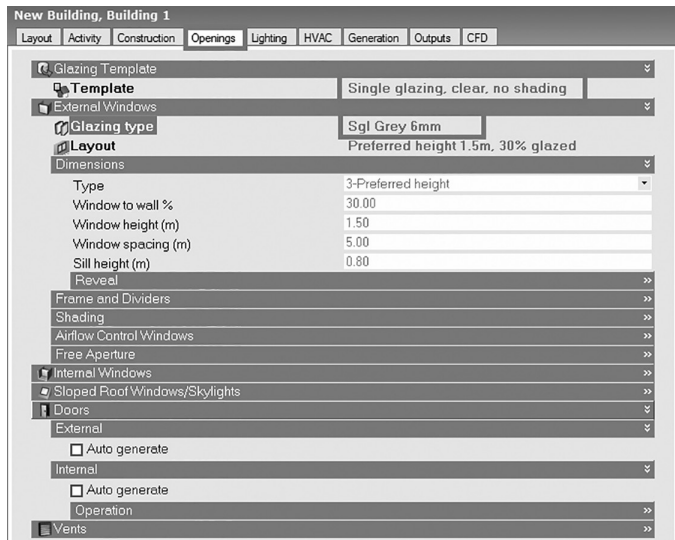 New Building, Building 1
Layout Activity Construction Openings Lighting HVAC Generation Outputs CFD
Glazing Template
Template Single glazing, clear, no shading
External Windows
Glazing type Sgl Grey 6mm
Layout Preferred height 1.5m, 30% glazed
Dimensions
Type 3-Preferred height
Window to wall % 30.00
Window height (m) 1.50
Window spacing (m) 5.00
Sill height (m) 0.80
Reveal
Frame and Dividers
Shading
Airflow Control Windows
Free Aperture
Internal Windows
Sloped Roof Windows/Skylights
Doors
External
Auto generate
Internal
Auto generate
Operation
Vents